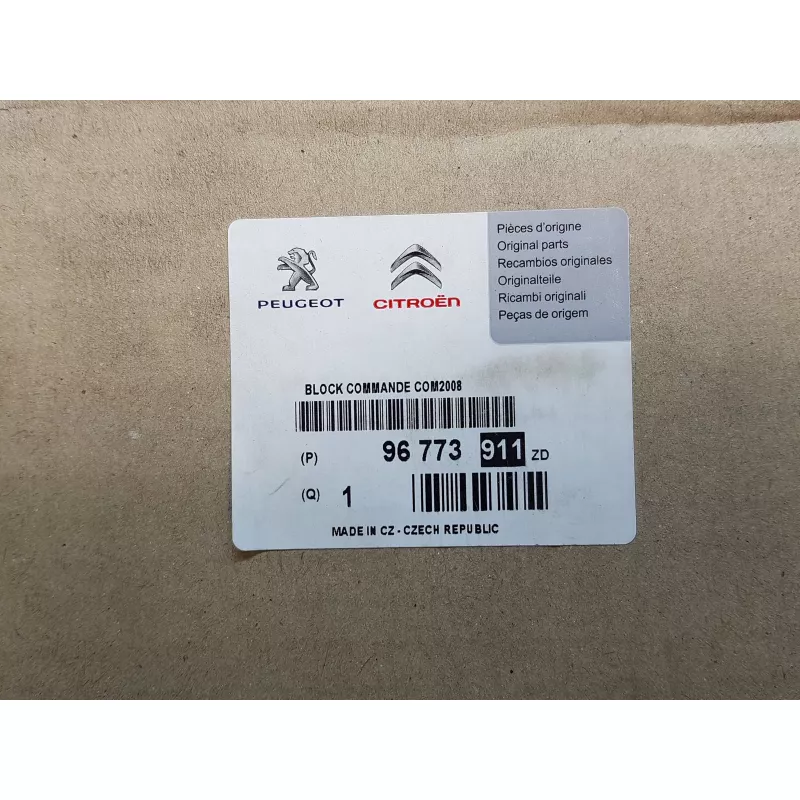 PEUGEOT
CITROËN
Pièces d'origine
Original parts
Recambios originales
Originalteile
Ricambi originali
Peças de origem
BLOCK COMMANDE COM2008
(P) 96 773 911 ZD
(Q) 1
MADE IN CZ - CZECH REPUBLIC